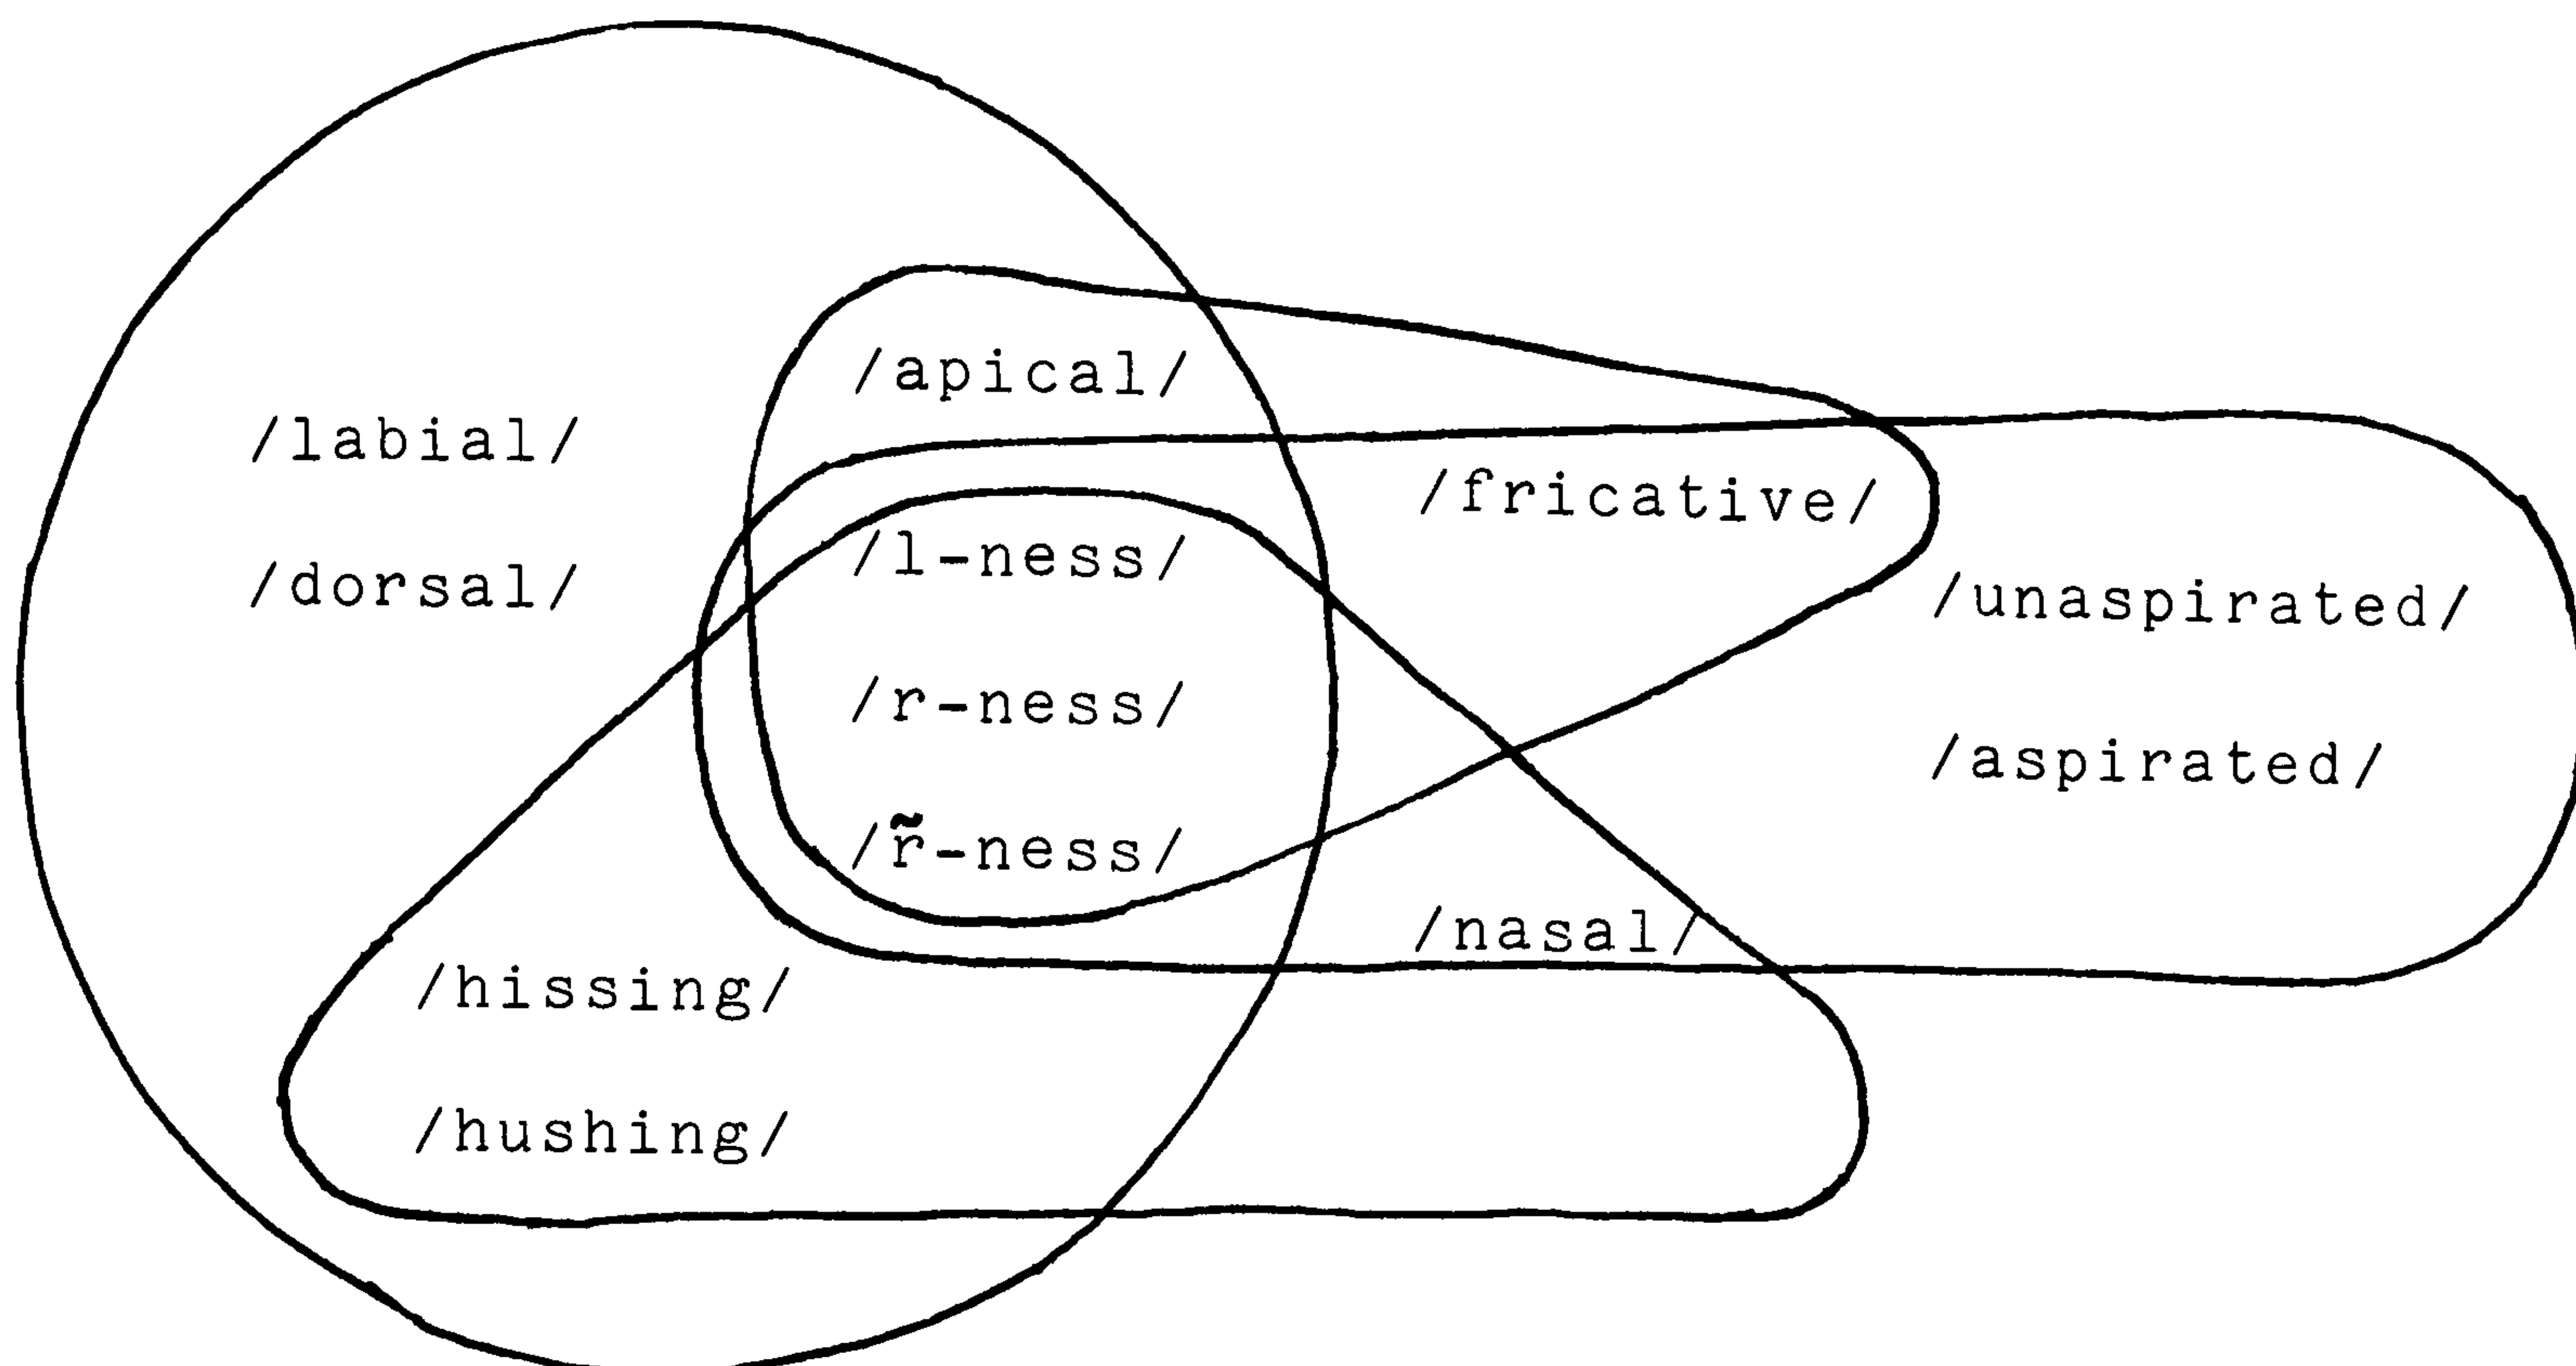 /apical/
/labial/
/fricative/
/l-ness/
/dorsal/
/unaspirated/
/r-ness/
/aspirated/
/r̃-ness/
/nasal/
/hissing/
/hushing/